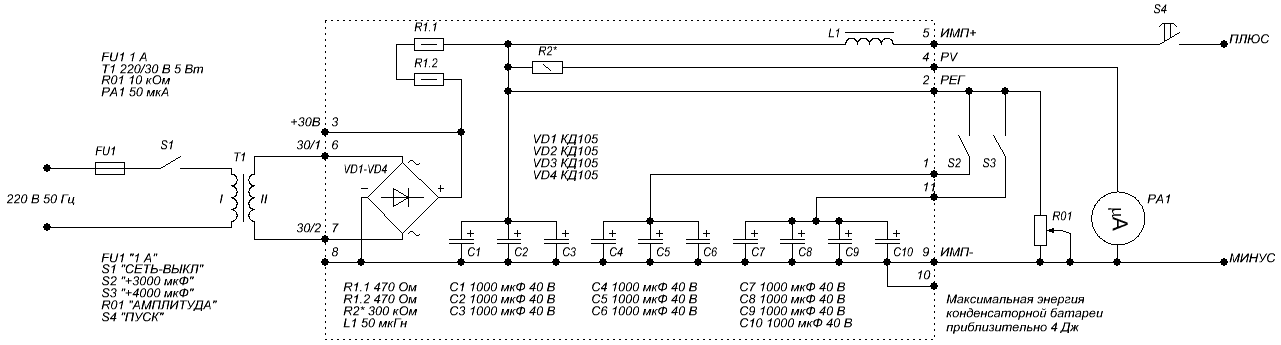 FU1 1 А
Т1 220/30 В 5 Вт
R01 10 кОм
РА1 50 мкА
R1.1
R1.2
R2*
L1
5 ИМП+
4 PV
2 РЕГ
S4
ПЛЮС
+30В 3
30/1 6
30/2 7
8
FU1
S1
T1
I
II
220 В 50 Гц
VD1-VD4
~
−
+
~
VD1 КД105
VD2 КД105
VD3 КД105
VD4 КД105
1
11
S2
S3
R01
μA
PA1
+ + + + + + + + + +
C1 C2 C3 C4 C5 C6 C7 C8 C9 C10
9 ИМП-
10
МИНУС
FU1 "1 А"
S1 "СЕТЬ-ВЫКЛ"
S2 "+3000 мкФ"
S3 "+4000 мкФ"
R01 "АМПЛИТУДА"
S4 "ПУСК"
R1.1 470 Ом
R1.2 470 Ом
R2* 300 кОм
L1 50 мкГн
C1 1000 мкФ 40 В
C2 1000 мкФ 40 В
C3 1000 мкФ 40 В
C4 1000 мкФ 40 В
C5 1000 мкФ 40 В
C6 1000 мкФ 40 В
C7 1000 мкФ 40 В
C8 1000 мкФ 40 В
C9 1000 мкФ 40 В
C10 1000 мкФ 40 В
Максимальная энергия
конденсаторной батареи
приблизительно 4 Дж